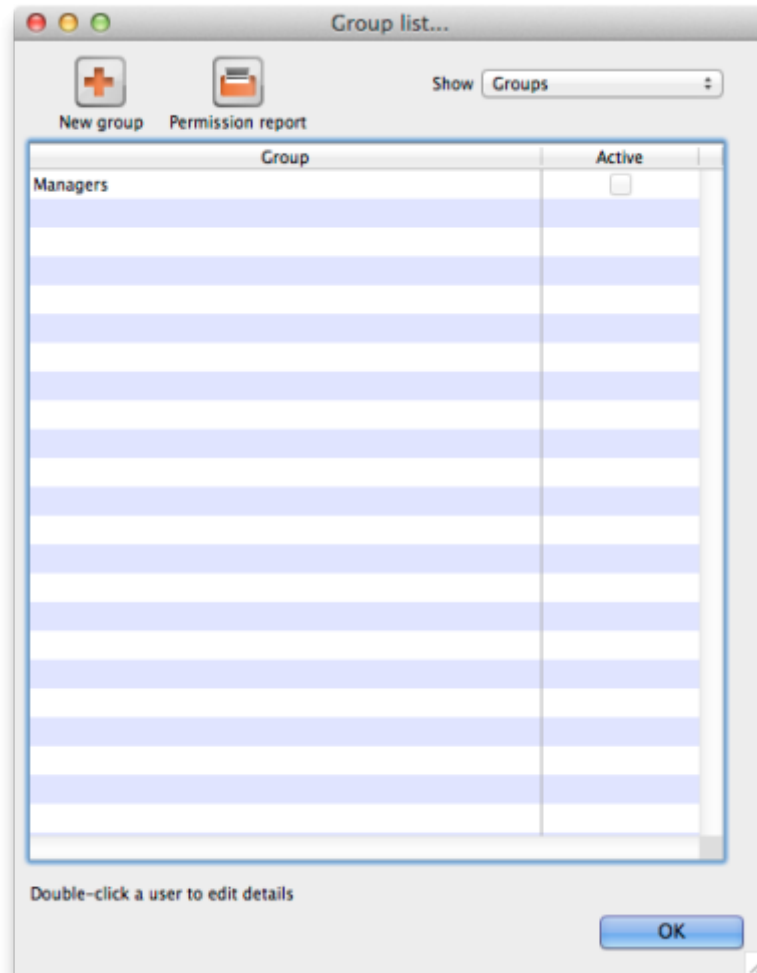 Group list...
Show Groups
New group Permission report
Group Active
Managers
Double-click a user to edit details
OK